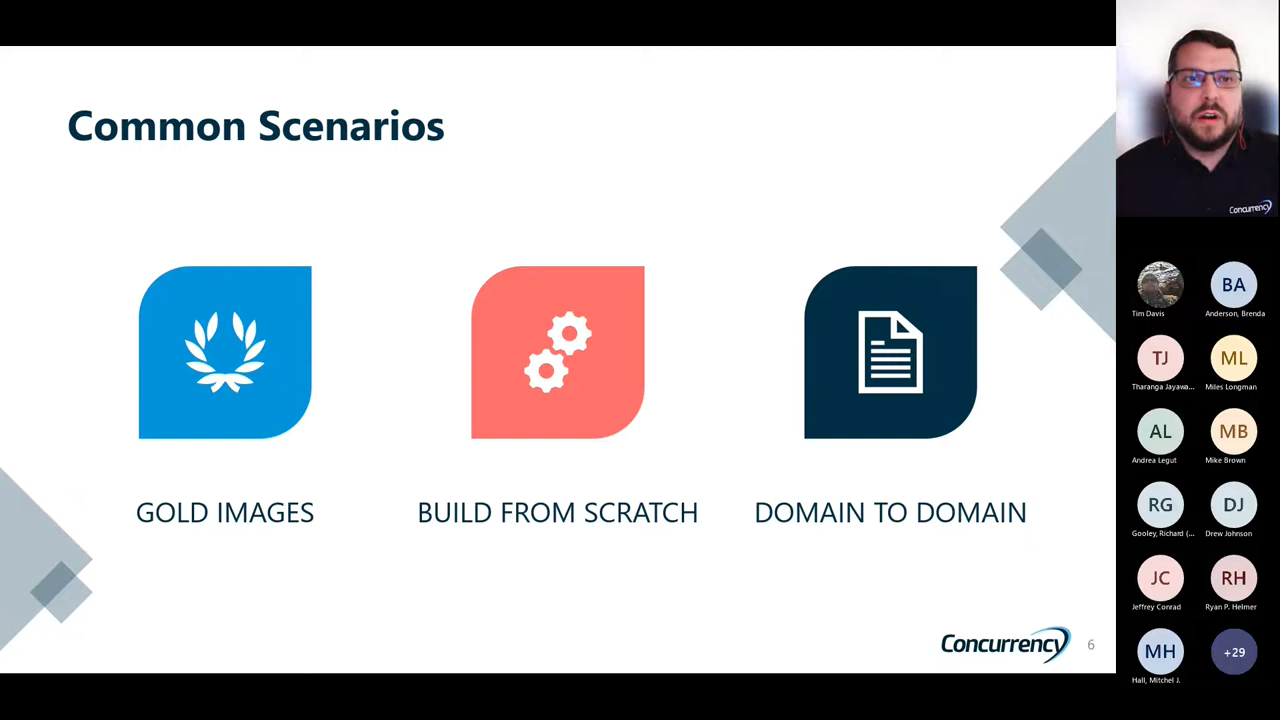 Common Scenarios
GOLD IMAGES
BUILD FROM SCRATCH
DOMAIN TO DOMAIN
Concurrency
6
Concurrency
BA
Tim Davis
Anderson, Brenda
TJ
ML
Tharanga Jayawa...
Miles Longman
AL
MB
Andrea Legut
Mike Brown
RG
DJ
Gooley, Richard (...
Drew Johnson
JC
RH
Jeffrey Conrad
Ryan P. Helmer
MH
+29
Hall, Mitchel J.